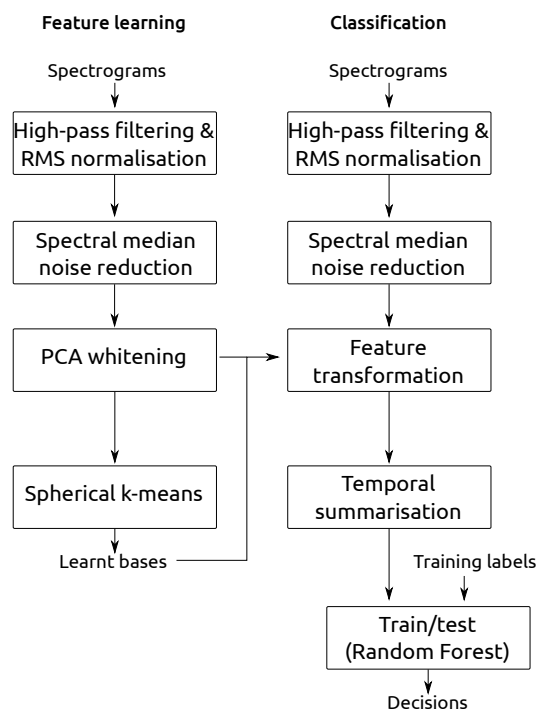 Feature learning
Spectrograms
High-pass filtering &
RMS normalisation
Spectral median
noise reduction
PCA whitening
Spherical k-means
Learnt bases
Classification
Spectrograms
High-pass filtering &
RMS normalisation
Spectral median
noise reduction
Feature
transformation
Temporal
summarisation
Training labels
Train/test
(Random Forest)
Decisions